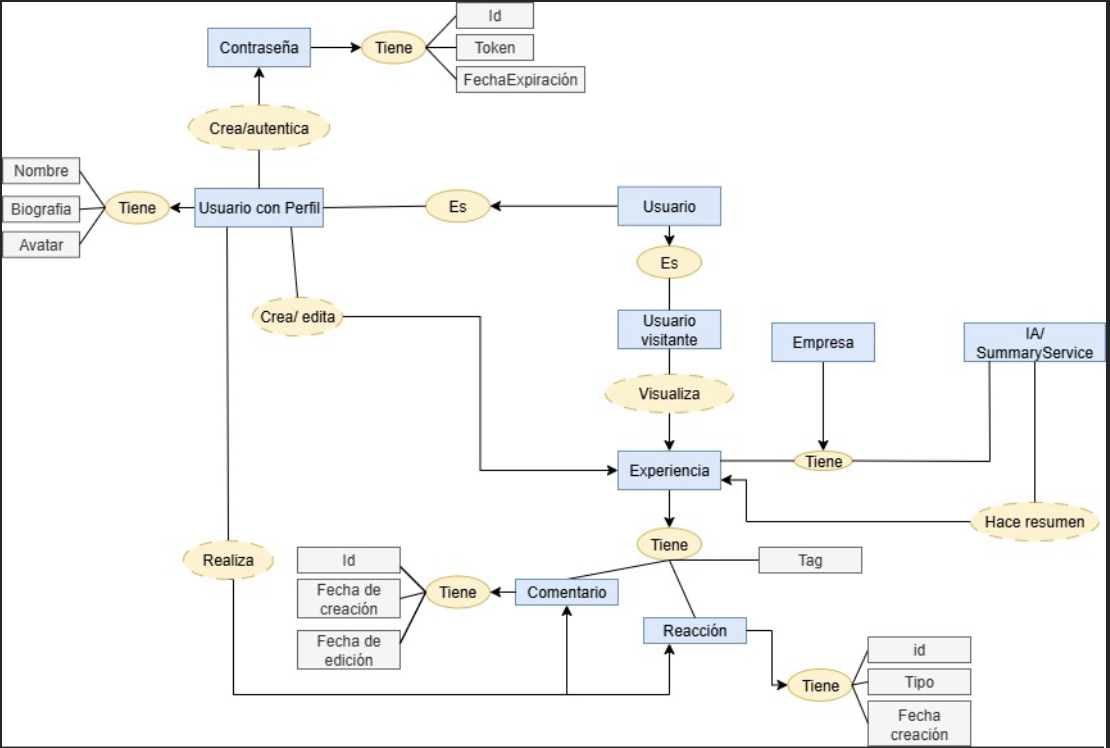 Id
Contraseña
Tiene
Token
FechaExpiración
Crea/autentica
Nombre
Biografia
Tiene
Usuario con Perfil
Es
Usuario
Avatar
Es
Crea/ edita
Usuario
visitante
Empresa
IA/
SummaryService
Visualiza
Experiencia
Tiene
Hace resumen
Tiene
Realiza
Id
Tag
Fecha de
creación
Tiene
Comentario
Fecha de
edición
Reacción
id
Tiene
Tipo
Fecha
creación